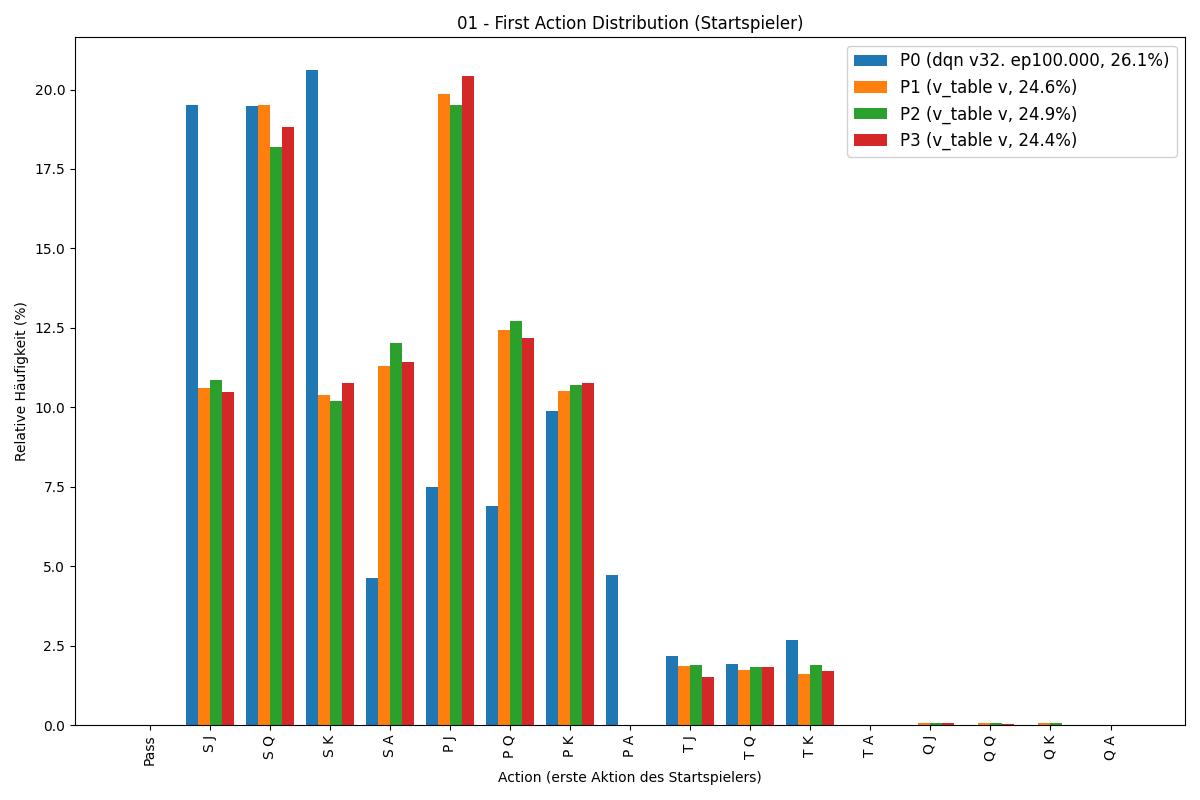 01 - First Action Distribution (Startspieler)
P0 (dqn v32. ep100.000, 26.1%)
P1 (v_table v, 24.6%)
P2 (v_table v, 24.9%)
P3 (v_table v, 24.4%)
Relative Häufigkeit (%)
20.0
17.5
15.0
12.5
10.0
7.5
5.0
2.5
0.0
Pass
S J
S Q
S K
S A
P J
P Q
P K
P A
T J
T Q
T K
T A
Q J
Q Q
Q K
Q A
Action (erste Aktion des Startspielers)